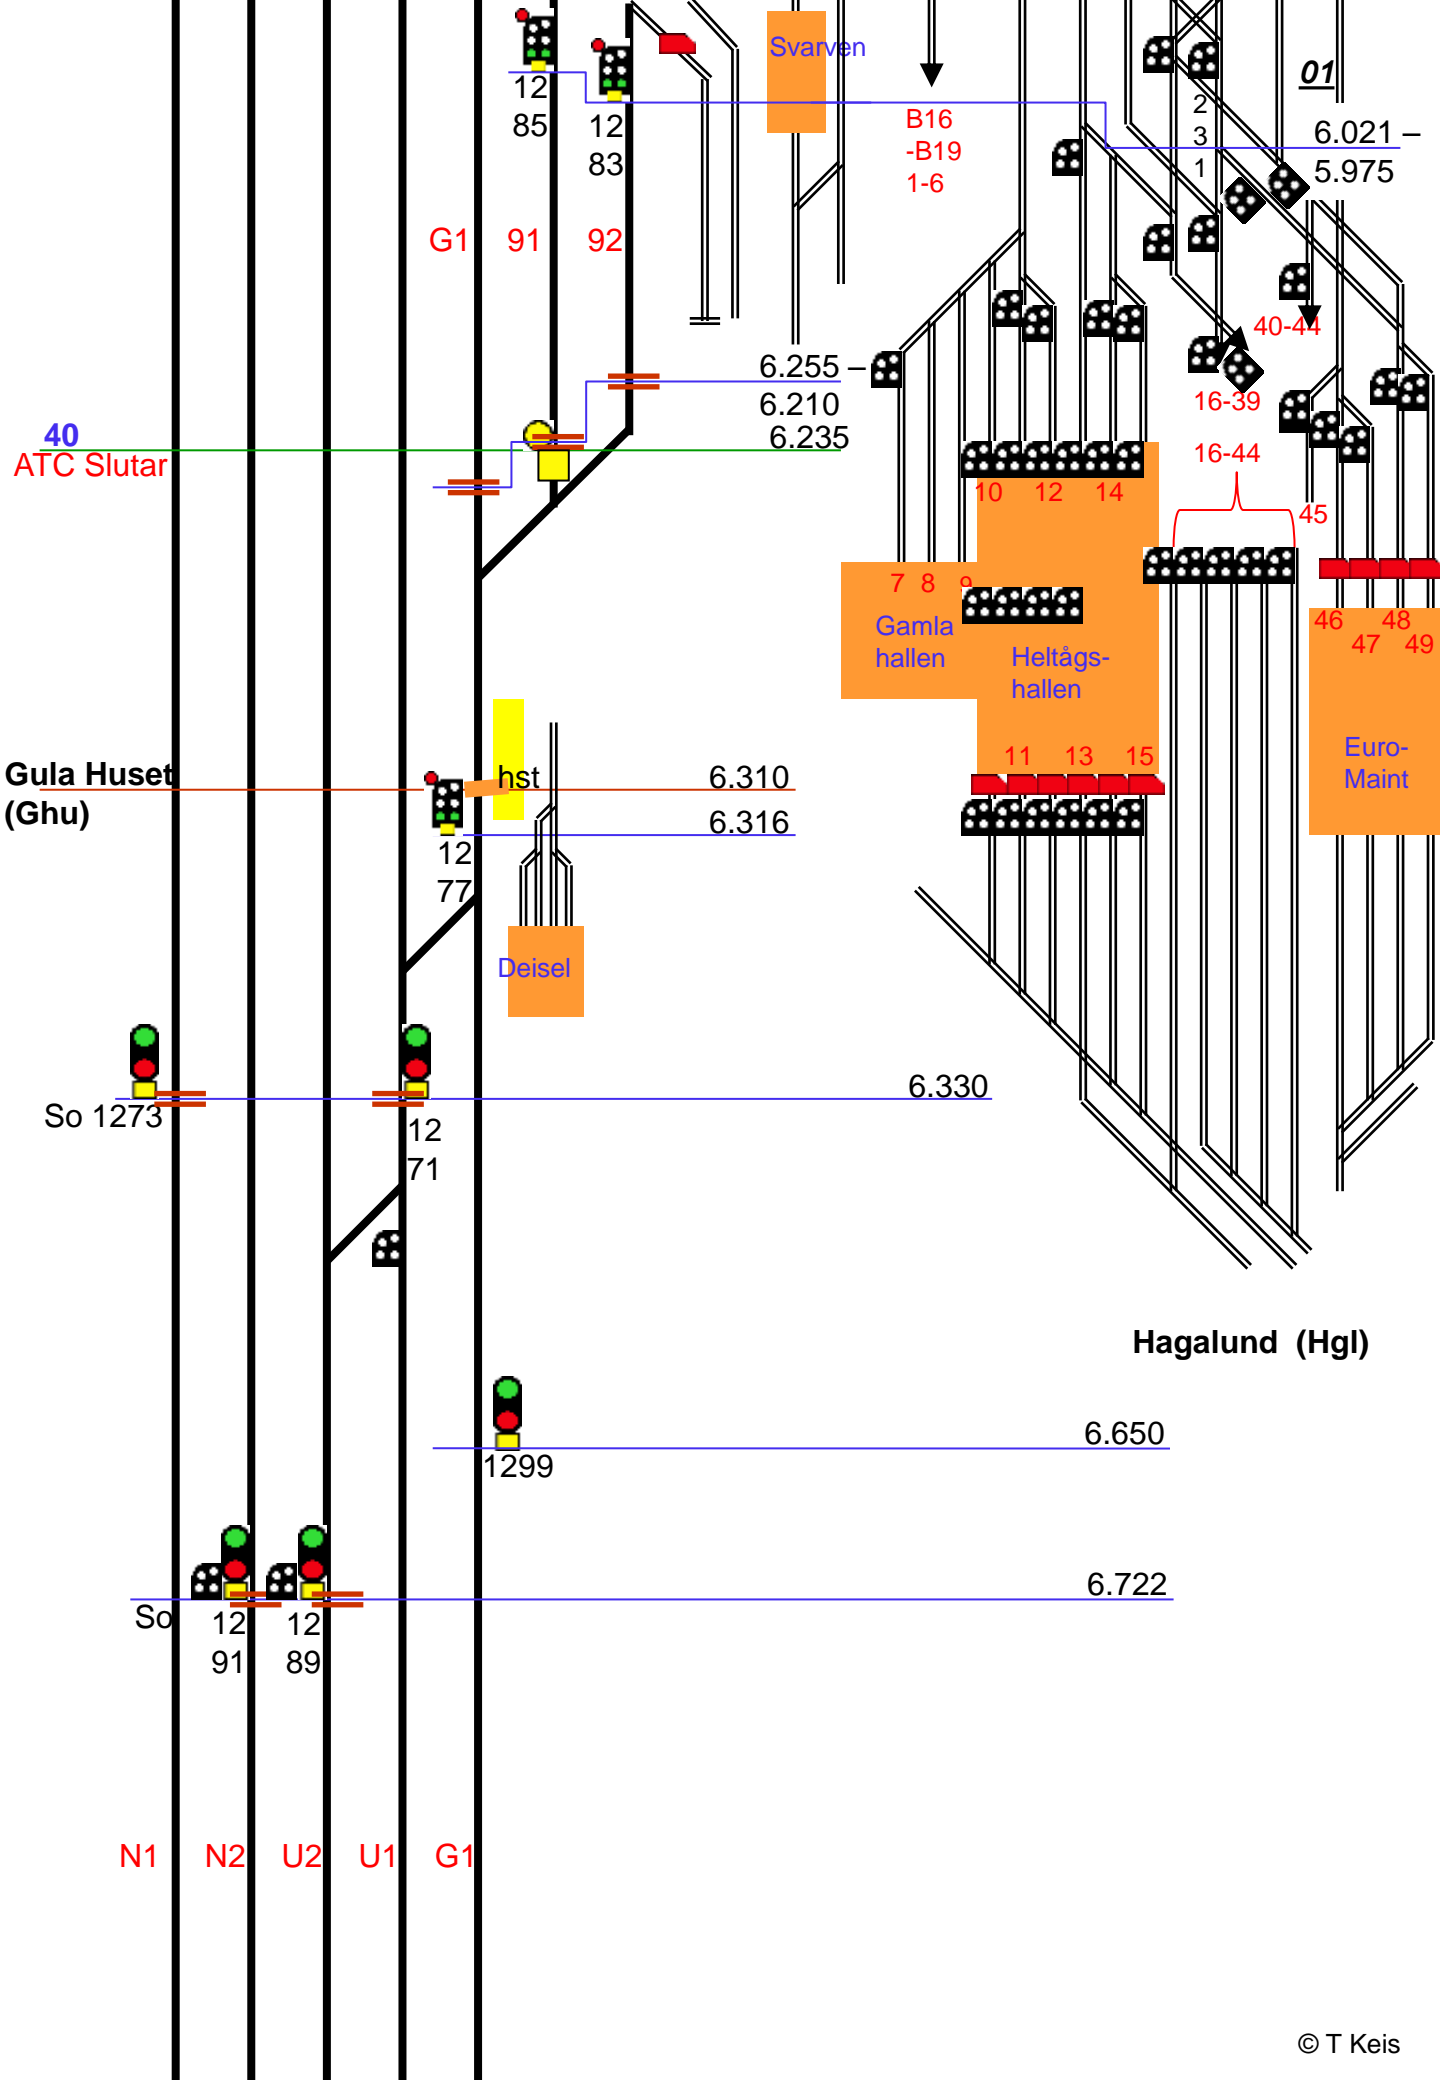 Svarven
01
12
85
12
83
B16
-B19
1-6
2
3
1
6.021 –
5.975
G1
91
92
40-44
6.255 –
6.210
6.235
40
ATC Slutar
16-39
16-44
10
12
14
45
7
8
9
Gamla
hallen
Heltågs-
hallen
46
48
47
49
11
13
15
Euro-
Maint
Gula Huset
(Ghu)
hst
6.310
6.316
12
77
Deisel
6.330
So 1273
12
71
Hagalund (Hgl)
6.650
1299
6.722
So
12
91
12
89
N1
N2
U2
U1
G1
© T Keis